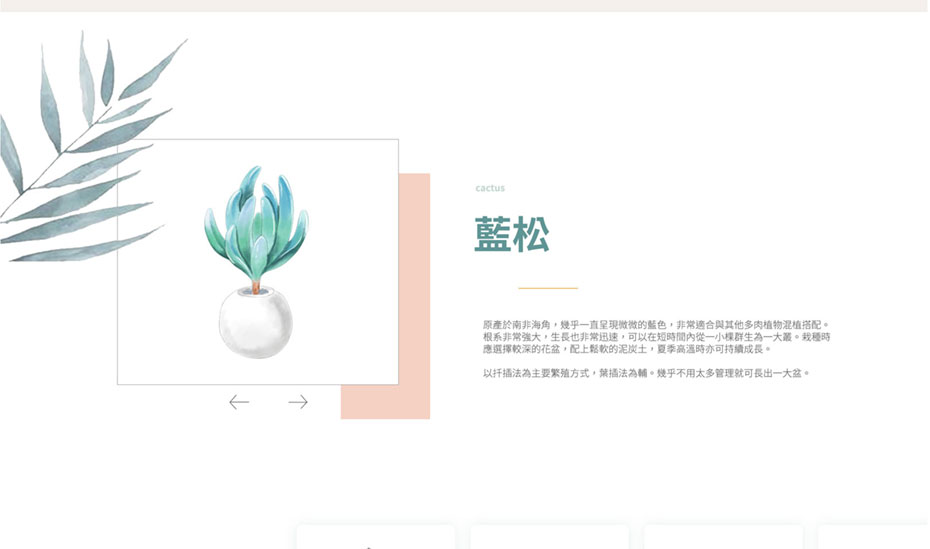 cactus
藍松
原產於南非海角，幾乎一直呈現微微的藍色，非常適合與其他多肉植物混植搭配。
根系非常強大，生長也非常迅速，可以在短時間內從一小棵群生為一大叢。栽種時
應選擇較深的花盆，配上鬆軟的泥炭土，夏季高溫時亦可持續成長。
以扦插法為主要繁殖方式，葉插法為輔。幾乎不用太多管理就可長出一大盆。